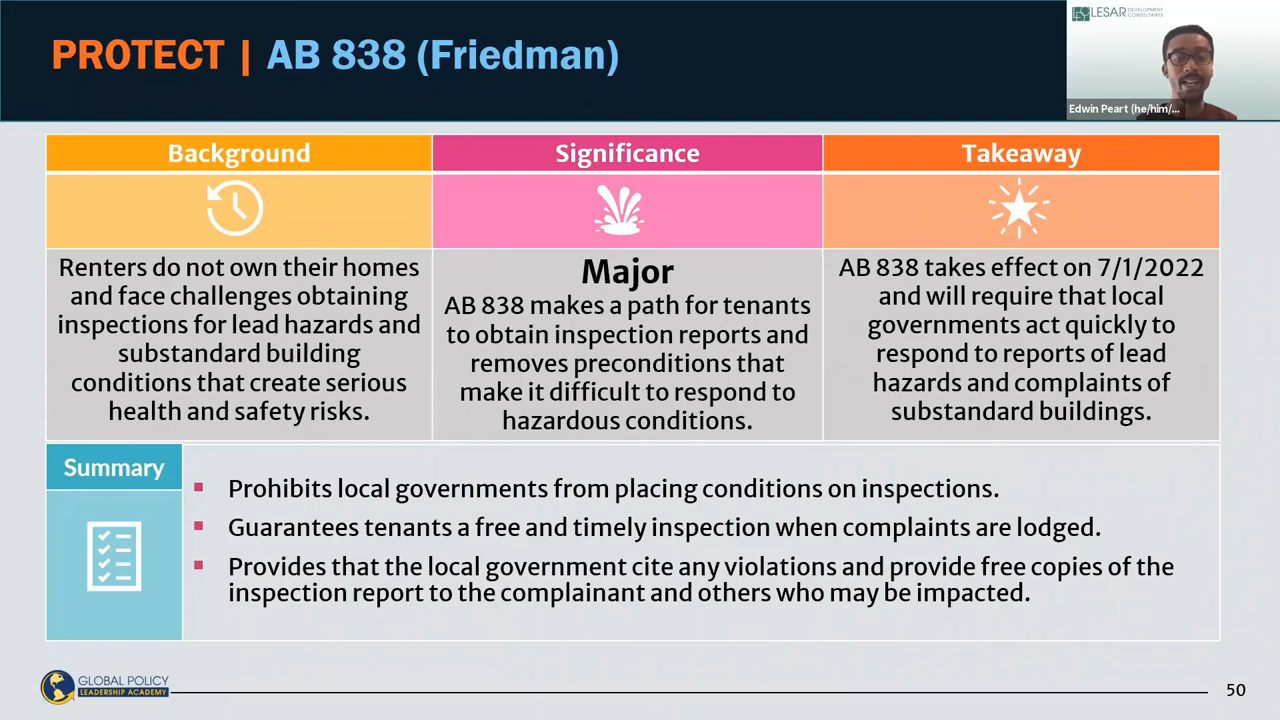 PROTECT | AB 838 (Friedman)
LESAR DEVELOPMENT CONSULTANTS
Edwin Peart (he/him/...
Background
Significance
Takeaway
Renters do not own their homes
and face challenges obtaining
inspections for lead hazards and
substandard building
conditions that create serious
health and safety risks.
Major
AB 838 makes a path for tenants
to obtain inspection reports and
removes preconditions that
make it difficult to respond to
hazardous conditions.
AB 838 takes effect on 7/1/2022
and will require that local
governments act quickly to
respond to reports of lead
hazards and complaints of
substandard buildings.
Summary
▪ Prohibits local governments from placing conditions on inspections.
▪ Guarantees tenants a free and timely inspection when complaints are lodged.
▪ Provides that the local government cite any violations and provide free copies of the
inspection report to the complainant and others who may be impacted.
GLOBAL POLICY
LEADERSHIP ACADEMY
50